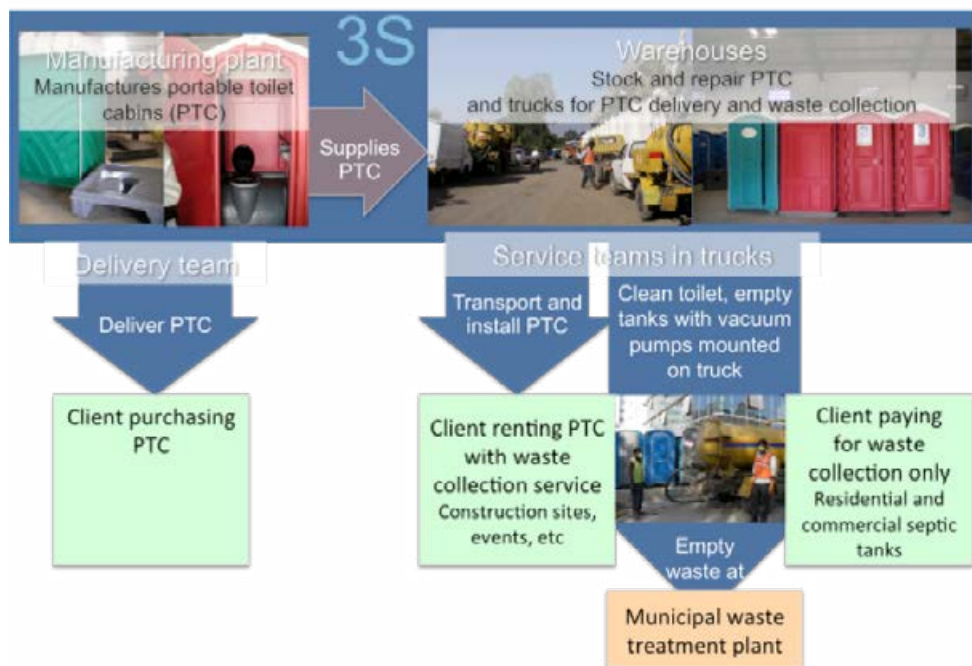 3S
Manufacturing plant
Manufactures portable toilet
cabins (PTC)
Supplies
PTC
Warehouses
Stock and repair PTC
and trucks for PTC delivery and waste collection
Delivery team
Deliver PTC
Client purchasing
PTC
Service teams in trucks
Transport and
install PTC
Clean toilet, empty
tanks with vacuum
pumps mounted
on truck
Client renting PTC
with waste
collection service
Construction sites,
events, etc
Client paying
for waste
collection only
Residential and
commercial septic
tanks
Empty
waste at
Municipal waste
treatment plant